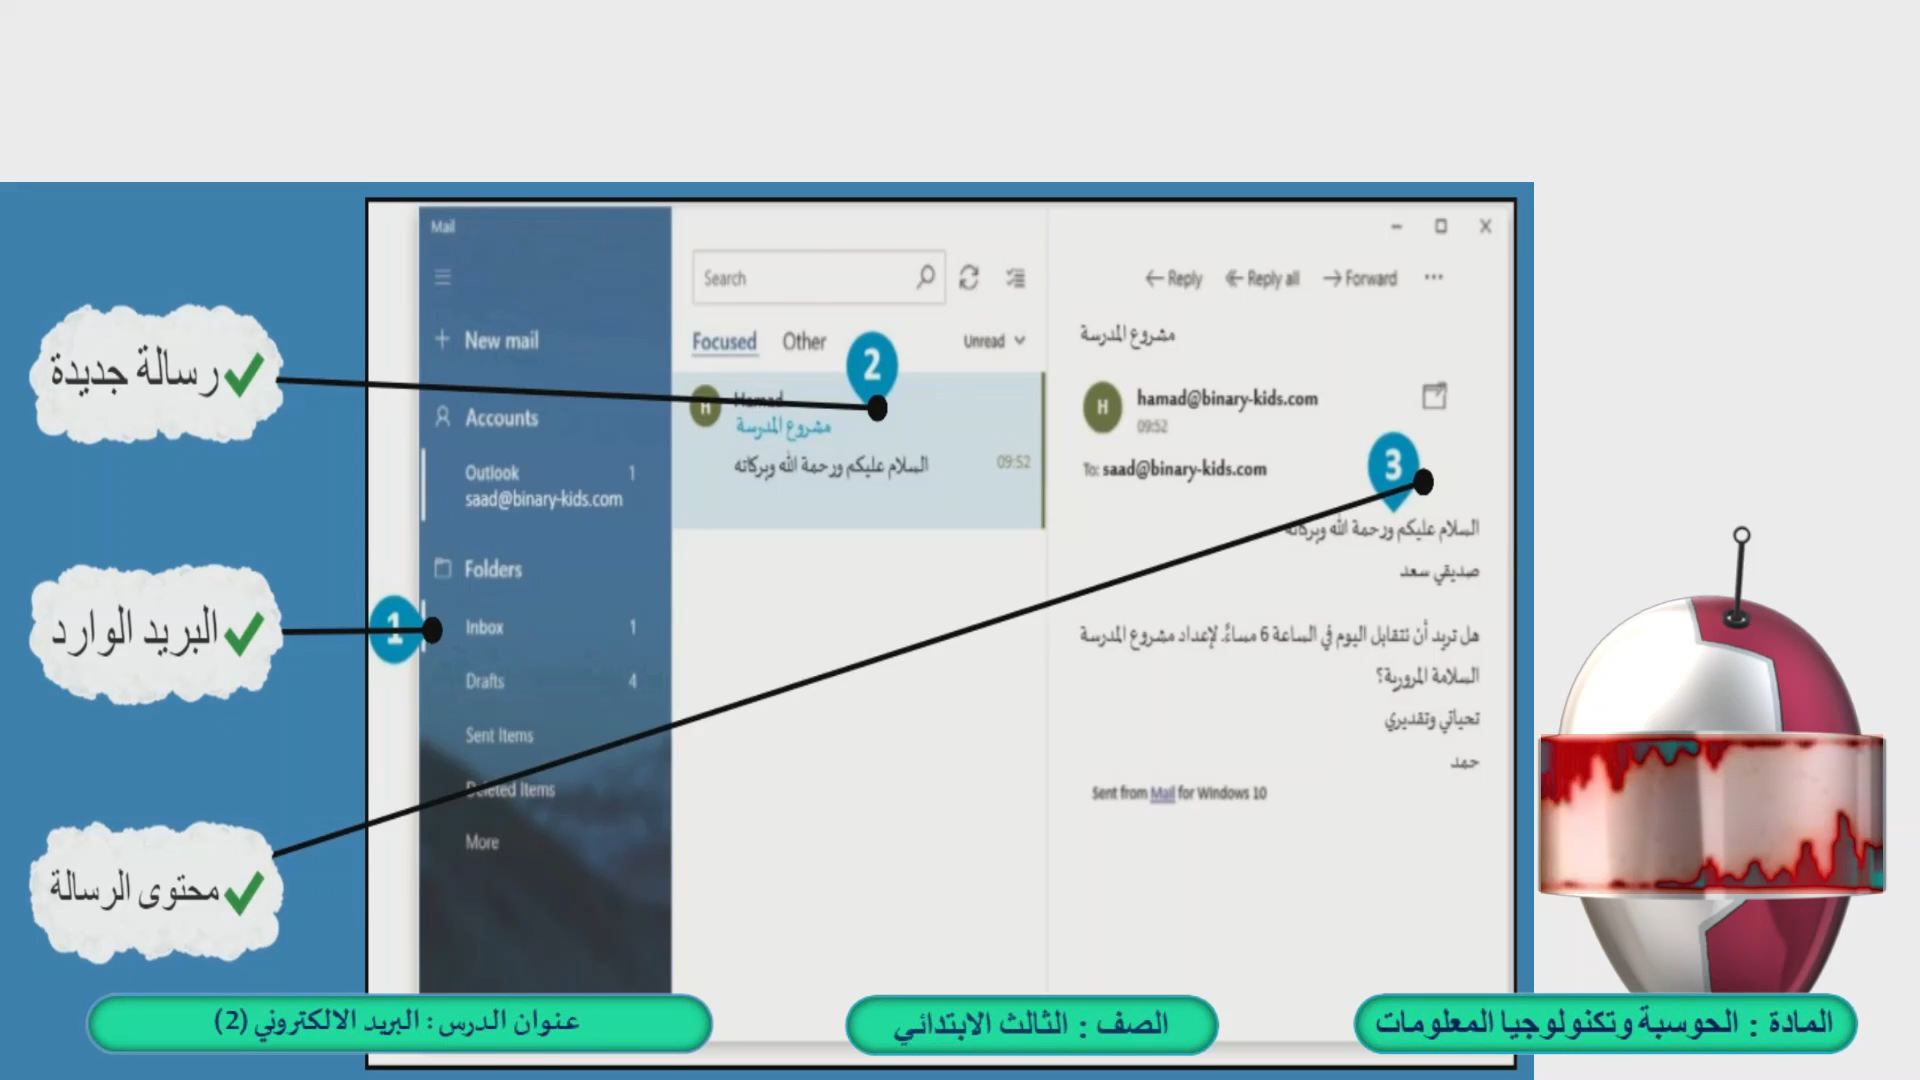 رسالة جديدة
البريد الوارد
محتوى الرسالة
Mail
New mail
Accounts
Outlook 1
saad@binary-kids.com
Folders
1
Inbox 1
Drafts 4
Sent Items
Deleted Items
More
Search
Focused Other Unread
2
H Hamad
مشروع المدرسة
السلام عليكم ورحمة الله وبركاته 09:52
Reply Reply all Forward
مشروع المدرسة
H hamad@binary-kids.com
09:52
To: saad@binary-kids.com
3
السلام عليكم ورحمة الله وبركاته
صديقي سعد
هل تريد أن نتقابل اليوم في الساعة 6 مساءً. لإعداد مشروع المدرسة
السلامة المرورية؟
تحياتي وتقديري
حمد
Sent from Mail for Windows 10
المادة : الحوسبة وتكنولوجيا المعلومات
الصف : الثالث الابتدائي
عنوان الدرس : البريد الالكتروني (2)